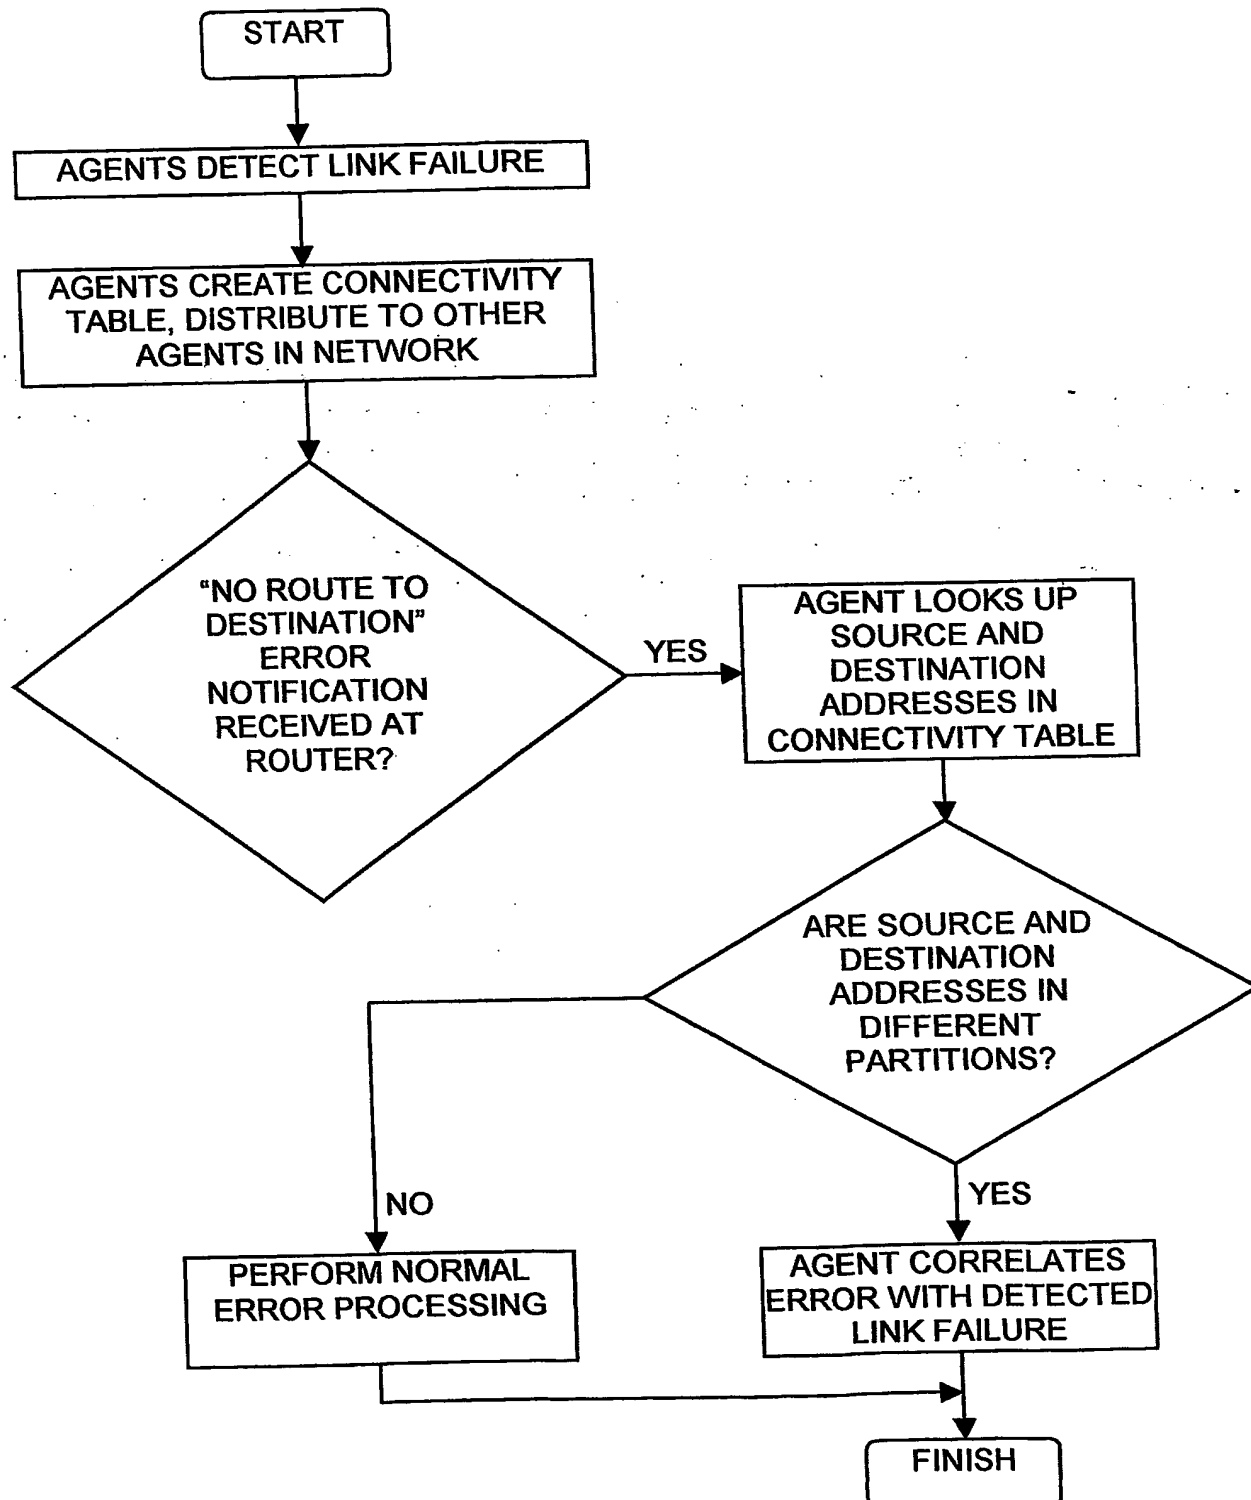 START
AGENTS DETECT LINK FAILURE
AGENTS CREATE CONNECTIVITY
TABLE, DISTRIBUTE TO OTHER
AGENTS IN NETWORK
“NO ROUTE TO
DESTINATION”
ERROR
NOTIFICATION
RECEIVED AT
ROUTER?
YES
AGENT LOOKS UP
SOURCE AND
DESTINATION
ADDRESSES IN
CONNECTIVITY TABLE
ARE SOURCE AND
DESTINATION
ADDRESSES IN
DIFFERENT
PARTITIONS?
NO
YES
PERFORM NORMAL
ERROR PROCESSING
AGENT CORRELATES
ERROR WITH DETECTED
LINK FAILURE
FINISH